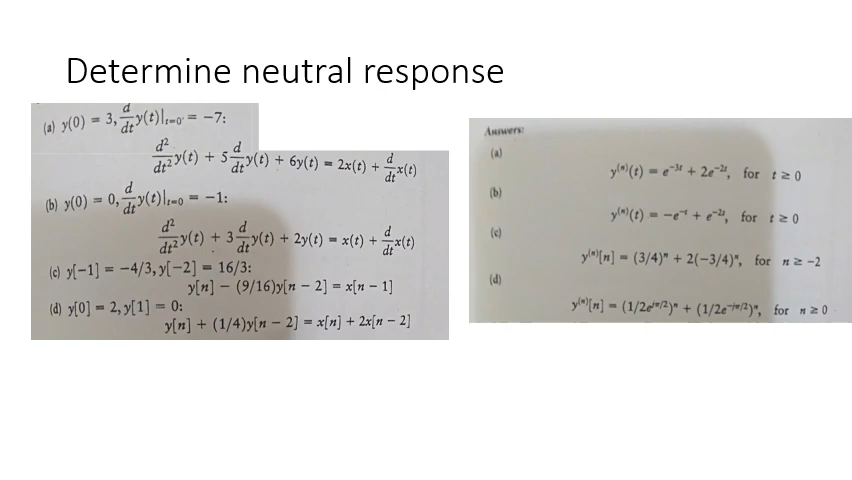 Determine neutral response
(a) y(0) = 3, d/dt y(t)|t=0 = −7:
d²/dt² y(t) + 5 d/dt y(t) + 6y(t) = 2x(t) + d/dt x(t)
(b) y(0) = 0, d/dt y(t)|t=0 = −1:
d²/dt² y(t) + 3 d/dt y(t) + 2y(t) = x(t) + d/dt x(t)
(c) y[−1] = −4/3, y[−2] = 16/3:
y[n] − (9/16)y[n − 2] = x[n − 1]
(d) y[0] = 2, y[1] = 0:
y[n] + (1/4)y[n − 2] = x[n] + 2x[n − 2]
Answers:
(a)
y⁽ⁿ⁾(t) = e⁻³ᵗ + 2e⁻²ᵗ, for t ≥ 0
(b)
y⁽ⁿ⁾(t) = −e⁻ᵗ + e⁻²ᵗ, for t ≥ 0
(c)
y⁽ⁿ⁾[n] = (3/4)ⁿ + 2(−3/4)ⁿ, for n ≥ −2
(d)
y⁽ⁿ⁾[n] = (1/2e^{jπ/2})ⁿ + (1/2e^{−jπ/2})ⁿ, for n ≥ 0